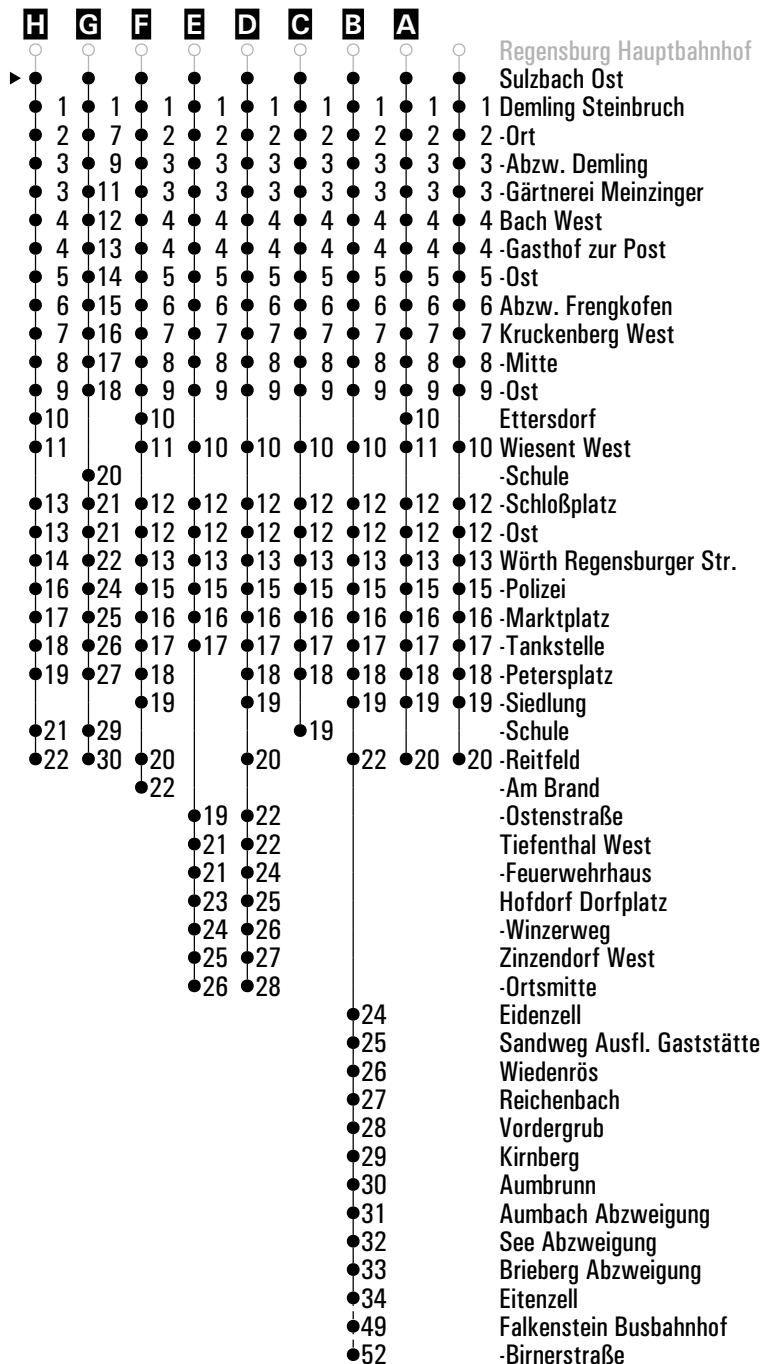 H G F E D C B A
Regensburg Hauptbahnhof
Sulzbach Ost
1 1 1 1 1 1 1 1 1 Demling Steinbruch
2 7 2 2 2 2 2 2 2 -Ort
3 9 3 3 3 3 3 3 3 -Abzw. Demling
3 11 3 3 3 3 3 3 3 -Gärtnerei Meinzinger
4 12 4 4 4 4 4 4 4 Bach West
4 13 4 4 4 4 4 4 4 -Gasthof zur Post
5 14 5 5 5 5 5 5 5 -Ost
6 15 6 6 6 6 6 6 6 Abzw. Frengkofen
7 16 7 7 7 7 7 7 7 Kruckenberg West
8 17 8 8 8 8 8 8 8 -Mitte
9 18 9 9 9 9 9 9 9 -Ost
10 10 10 Ettersdorf
11 11 10 10 10 10 11 10 Wiesent West
20 -Schule
13 21 12 12 12 12 12 12 12 -Schloßplatz
13 21 12 12 12 12 12 12 12 -Ost
14 22 13 13 13 13 13 13 13 Wörth Regensburger Str.
16 24 15 15 15 15 15 15 15 -Polizei
17 25 16 16 16 16 16 16 16 -Marktplatz
18 26 17 17 17 17 17 17 17 -Tankstelle
19 27 18 18 18 18 18 18 -Petersplatz
19 19 19 19 19 -Siedlung
21 29 19 -Schule
22 30 20 20 22 20 20 -Reitfeld
22 -Am Brand
19 22 -Ostenstraße
21 22 Tiefenthal West
21 24 -Feuerwehrhaus
23 25 Hofdorf Dorfplatz
24 26 -Winzerweg
25 27 Zinzendorf West
26 28 -Ortsmitte
24 Eidenzell
25 Sandweg Ausfl. Gaststätte
26 Wiedenrös
27 Reichenbach
28 Vordergrub
29 Kirnberg
30 Aumbrunn
31 Aumbach Abzweigung
32 See Abzweigung
33 Brieberg Abzweigung
34 Eitenzell
49 Falkenstein Busbahnhof
52 -Birnerstraße